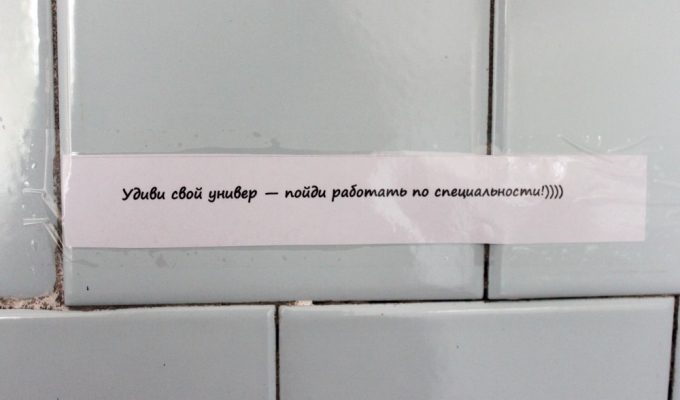 Удиви свой универ — пойди работать по специальности!))))